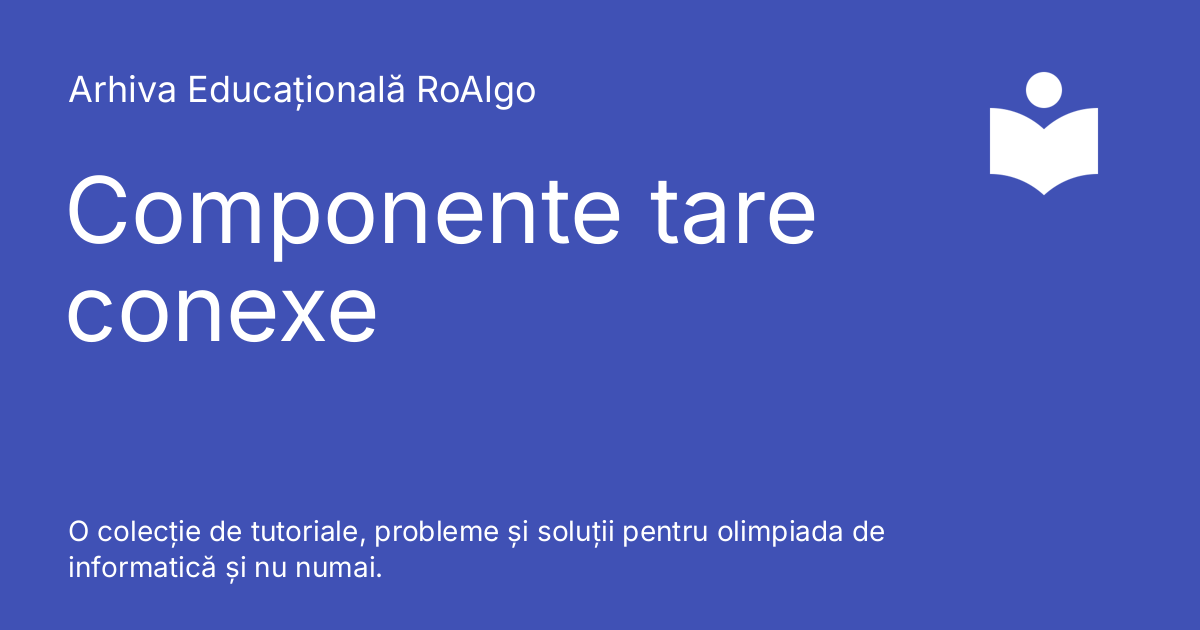 Arhiva Educațională RoAlgo
Componente tare
conexe
O colecție de tutoriale, probleme și soluții pentru olimpiada de
informatică și nu numai.